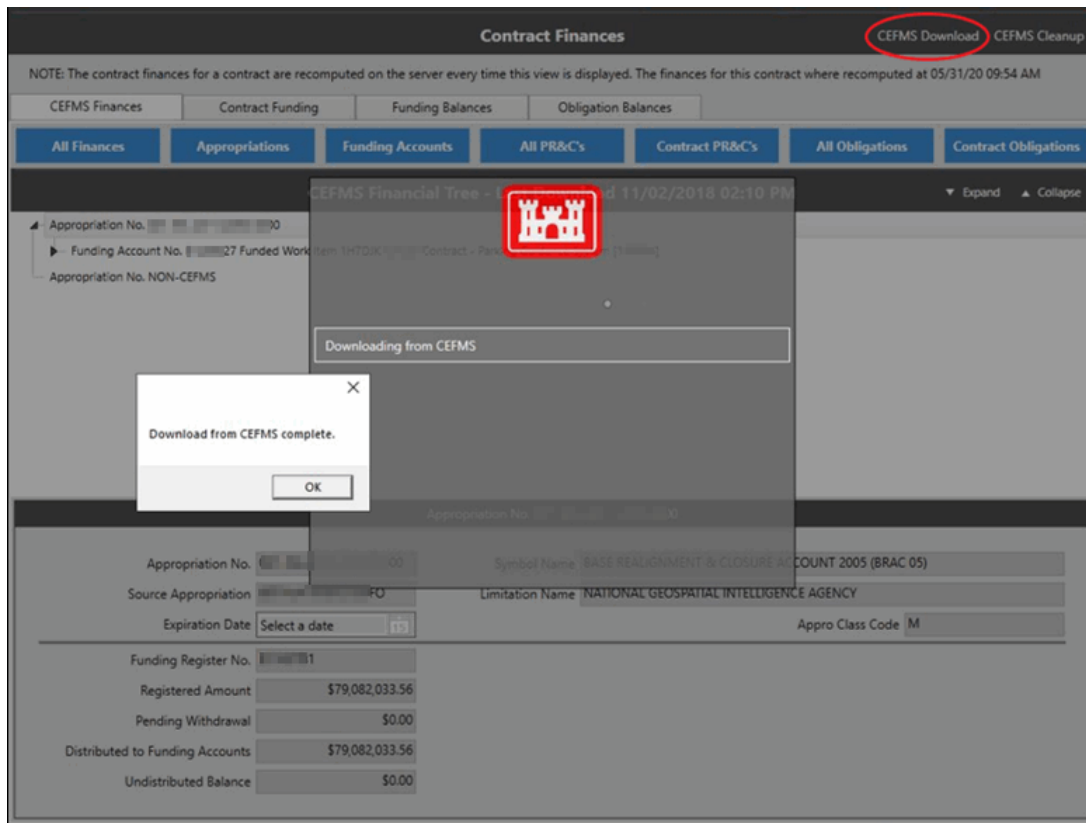 Contract Finances
CEFMS Download CEFMS Cleanup
NOTE: The contract finances for a contract are recomputed on the server every time this view is displayed. The finances for this contract where recomputed at 05/31/20 09:54 AM
CEFMS Finances Contract Funding Funding Balances Obligation Balances
All Finances Appropriations Funding Accounts All PR&C's Contract PR&C's All Obligations Contract Obligations
CEFMS Financial Tree - L d 11/02/2018 02:10 PM
Expand Collapse
Appropriation No.
Funding Account No. 27 Funded Work Contract -
Appropriation No. NON-CEFMS
Downloading from CEFMS
Download from CEFMS complete.
OK
Appropriation No
Appropriation No. 00 Symbol Name BASE REALIGNMENT & CLOSURE ACCOUNT 2005 (BRAC 05)
Source Appropriation FO Limitation Name NATIONAL GEOSPATIAL INTELLIGENCE AGENCY
Expiration Date Select a date 15 Appro Class Code M
Funding Register No. 1
Registered Amount $79,082,033.56
Pending Withdrawal $0.00
Distributed to Funding Accounts $79,082,033.56
Undistributed Balance $0.00